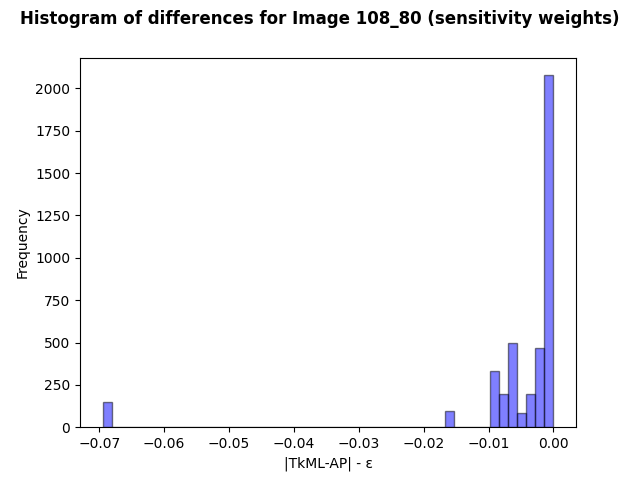 Histogram of differences for Image 108_80 (sensitivity weights)
2000
1750
1500
1250
1000
750
500
250
0
Frequency
−0.07 −0.06 −0.05 −0.04 −0.03 −0.02 −0.01 0.00
|TkML-AP| - ε